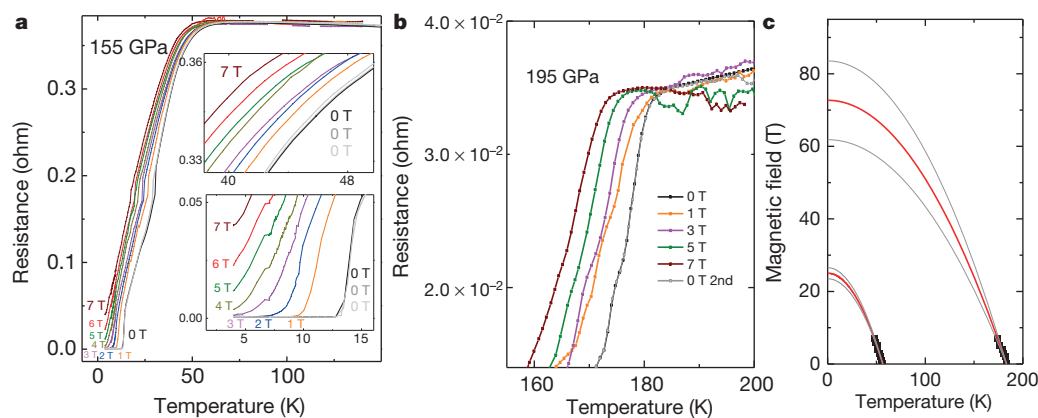 a
155 GPa
Resistance (ohm)
0.3
0.2
0.1
0.0
0
50
100
Temperature (K)
7 T
6 T
5 T
4 T
3 T
2 T
1 T
0 T
0.36
0.33
40
44
48
7 T
0 T
0 T
0 T
0.05
0.00
5
10
15
7 T
6 T
5 T
4 T
3 T
2 T
1 T
0 T
0 T
0 T
b
195 GPa
Resistance (ohm)
4.0 × 10⁻²
3.0 × 10⁻²
2.0 × 10⁻²
160
180
200
Temperature (K)
0 T
1 T
3 T
5 T
7 T
0 T 2nd
c
Magnetic field (T)
80
60
40
20
0
0
50
100
150
200
Temperature (K)